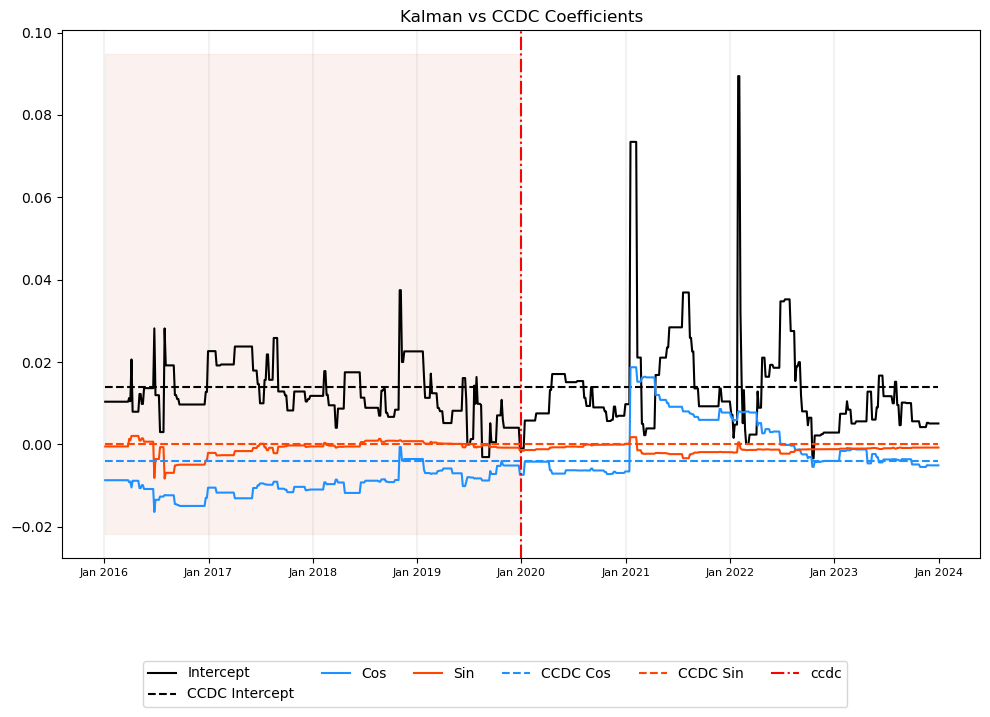 Kalman vs CCDC Coefficients
0.10
0.08
0.06
0.04
0.02
0.00
−0.02
Jan 2016 Jan 2017 Jan 2018 Jan 2019 Jan 2020 Jan 2021 Jan 2022 Jan 2023 Jan 2024
Intercept Cos Sin CCDC Cos CCDC Sin ccdc
CCDC Intercept